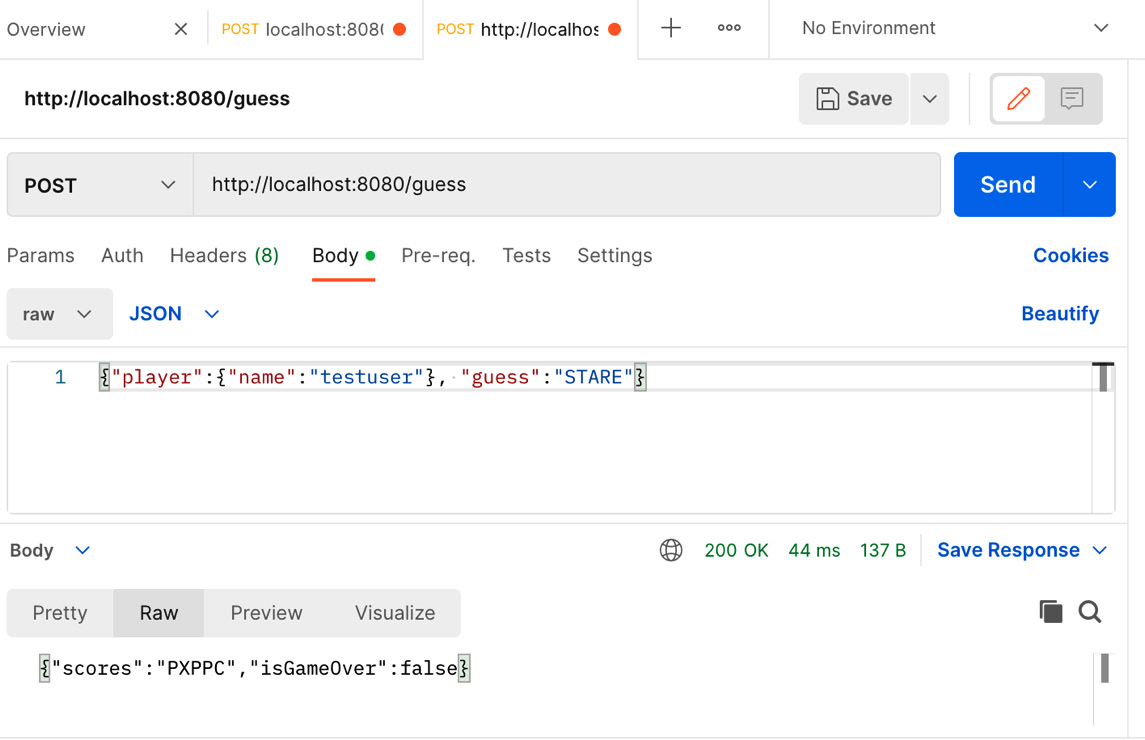 Overview POST localhost:808 POST http://localhos No Environment
http://localhost:8080/guess Save
POST http://localhost:8080/guess Send
Params Auth Headers (8) Body Pre-req. Tests Settings Cookies
raw JSON Beautify
1 {"player":{"name":"testuser"}, "guess":"STARE"}
Body 200 OK 44 ms 137 B Save Response
Pretty Raw Preview Visualize
{"scores":"PXPPC","isGameOver":false}